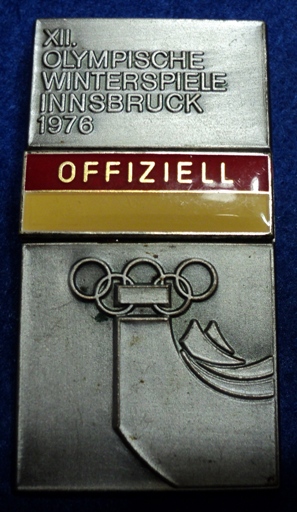 XII.
OLYMPISCHE
WINTERSPIELE
INNSBRUCK
1976
OFFIZIELL